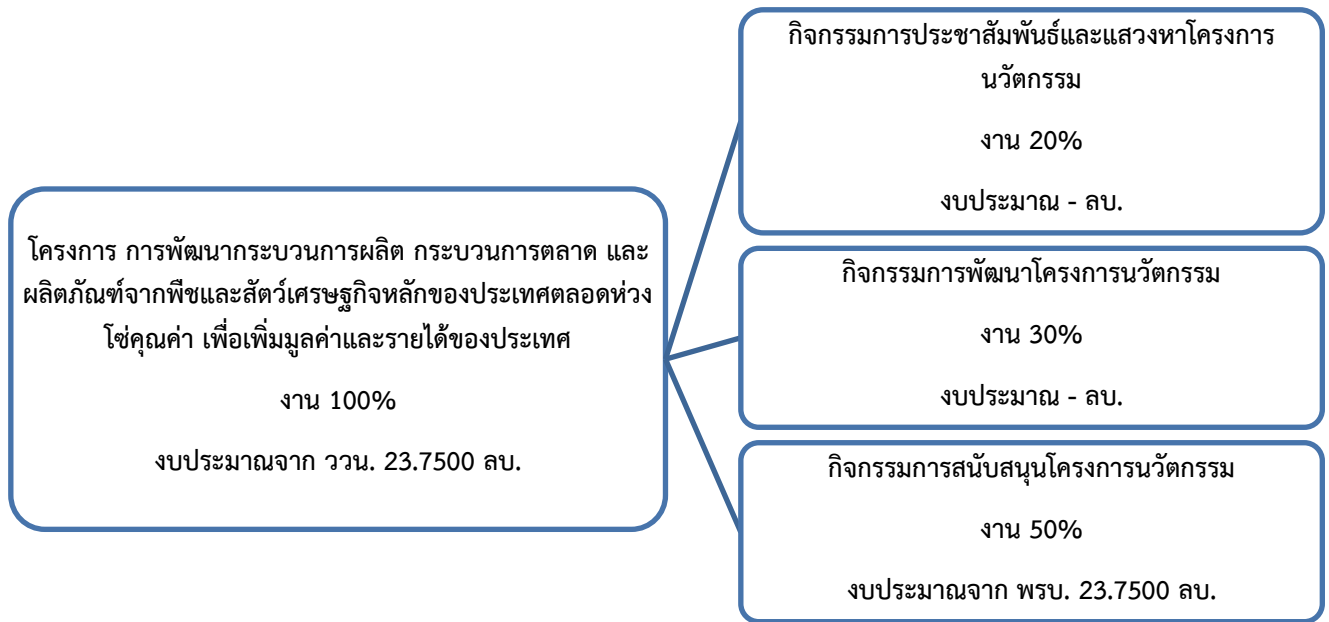 โครงการ การพัฒนากระบวนการผลิต กระบวนการตลาด และ
ผลิตภัณฑ์จากพืชและสัตว์เศรษฐกิจหลักของประเทศตลอดห่วง
โซ่คุณค่า เพื่อเพิ่มมูลค่าและรายได้ของประเทศ
งาน 100%
งบประมาณจาก ววน. 23.7500 ลบ.
กิจกรรมการประชาสัมพันธ์และแสวงหาโครงการ
นวัตกรรม
งาน 20%
งบประมาณ - ลบ.
กิจกรรมการพัฒนาโครงการนวัตกรรม
งาน 30%
งบประมาณ - ลบ.
กิจกรรมการสนับสนุนโครงการนวัตกรรม
งาน 50%
งบประมาณจาก พรบ. 23.7500 ลบ.